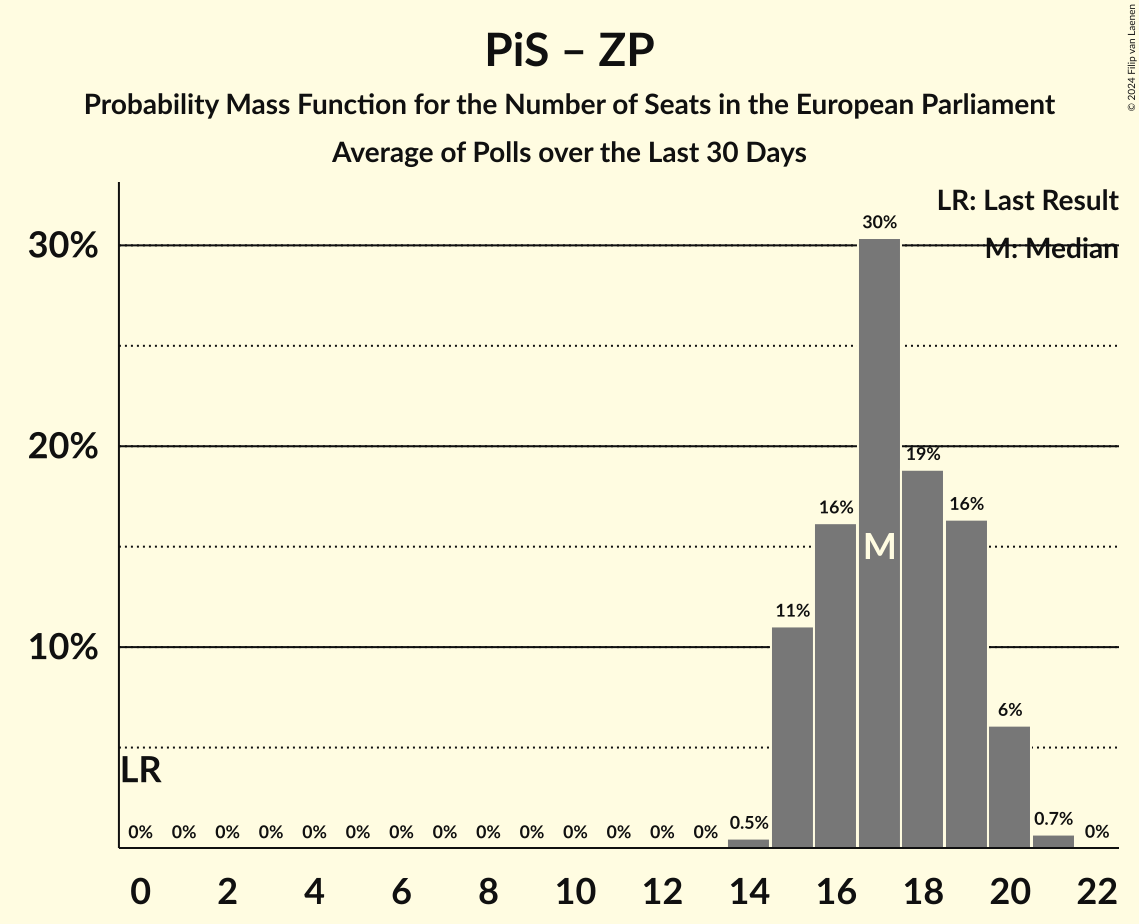 PiS – ZP
Probability Mass Function for the Number of Seats in the European Parliament
Average of Polls over the Last 30 Days
© 2024 Filip van Laenen
LR: Last Result
M: Median
30%
20%
10%
30%
19%
16%
16%
M
11%
6%
LR
0% 0% 0% 0% 0% 0% 0% 0% 0% 0% 0% 0% 0% 0% 0.5% 0.7% 0%
0 2 4 6 8 10 12 14 16 18 20 22